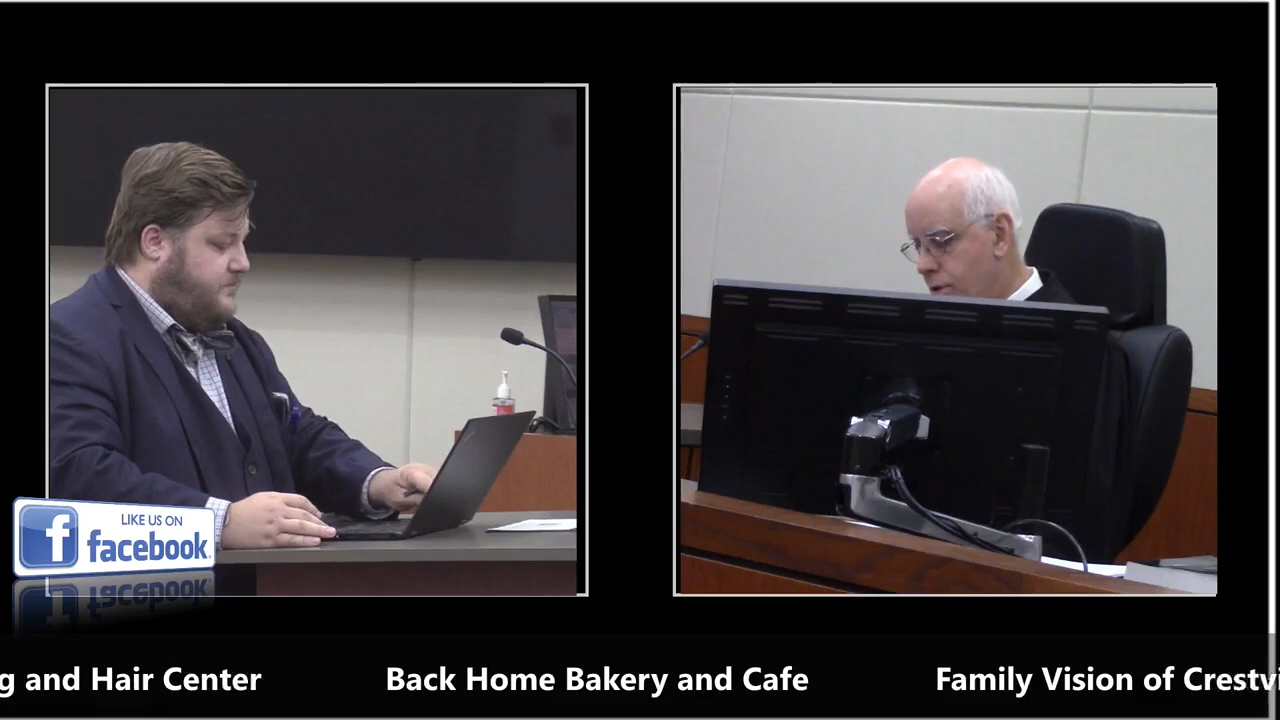 LIKE US ON
facebook
g and Hair Center
Back Home Bakery and Cafe
Family Vision of Crestvi